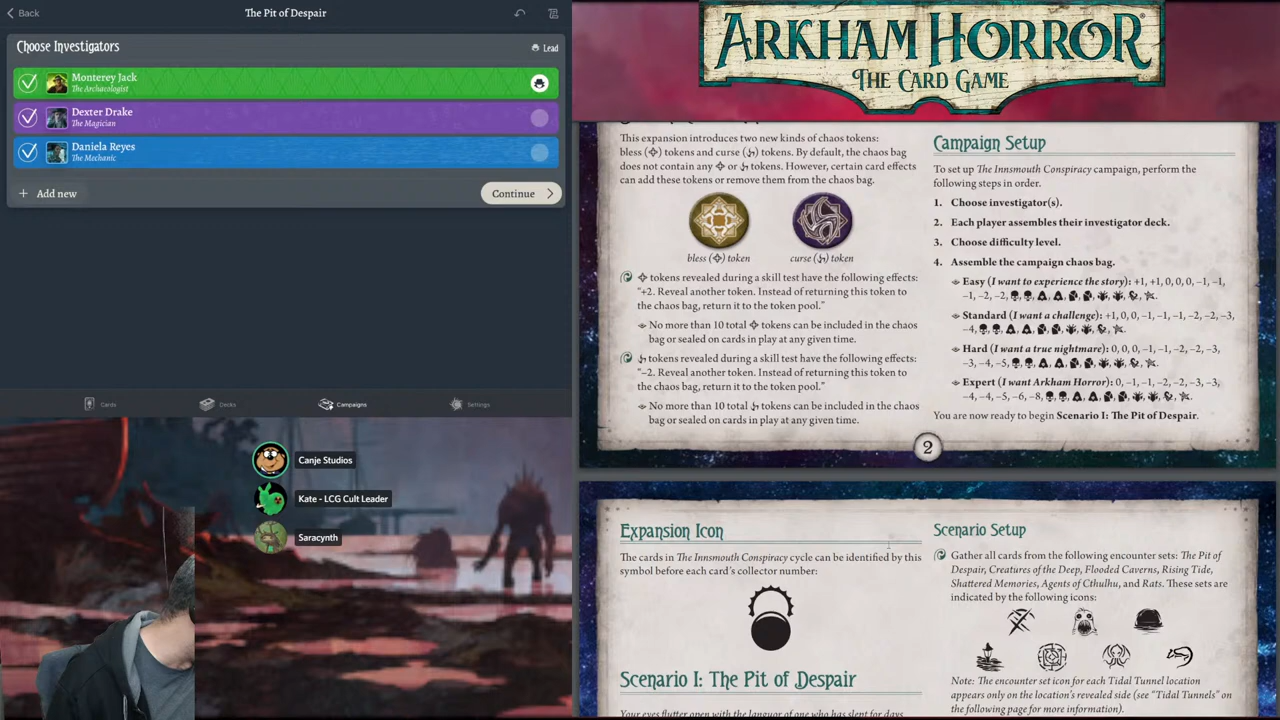 Back
The Pit of Despair
Choose Investigators
Lead
Monterey Jack
The Archaeologist
Dexter Drake
The Magician
Daniela Reyes
The Mechanic
+ Add new
Continue
Cards
Decks
Campaigns
Settings
Canje Studios
Kate - LCG Cult Leader
Saracynth
ARKHAM HORROR
THE CARD GAME
This expansion introduces two new kinds of chaos tokens:
bless ( ) tokens and curse ( ) tokens. By default, the chaos bag
does not contain any or tokens. However, certain card effects
can add these tokens or remove them from the chaos bag.
bless ( ) token
curse ( ) token
tokens revealed during a skill test have the following effects:
“+2. Reveal another token. Instead of returning this token to
the chaos bag, return it to the token pool.”
No more than 10 total tokens can be included in the chaos
bag or sealed on cards in play at any given time.
tokens revealed during a skill test have the following effects:
“−2. Reveal another token. Instead of returning this token to
the chaos bag, return it to the token pool.”
No more than 10 total tokens can be included in the chaos
bag or sealed on cards in play at any given time.
Campaign Setup
To set up The Innsmouth Conspiracy campaign, perform the
following steps in order.
1. Choose investigator(s).
2. Each player assembles their investigator deck.
3. Choose difficulty level.
4. Assemble the campaign chaos bag.
Easy (I want to experience the story): +1, +1, 0, 0, 0, −1, −1,
−1, −2, −2,
Standard (I want a challenge): +1, 0, 0, −1, −1, −1, −2, −2, −3,
−4,
Hard (I want a true nightmare): 0, 0, 0, −1, −1, −2, −2, −3,
−3, −4, −5,
Expert (I want Arkham Horror): 0, −1, −1, −2, −2, −3, −3,
−4, −4, −5, −6, −8,
You are now ready to begin Scenario I: The Pit of Despair.
2
Expansion Icon
The cards in The Innsmouth Conspiracy cycle can be identified by this
symbol before each card’s collector number:
Scenario I: The Pit of Despair
Your eyes flutter open with the languor of one who has slept for days
Scenario Setup
Gather all cards from the following encounter sets: The Pit of
Despair, Creatures of the Deep, Flooded Caverns, Rising Tide,
Shattered Memories, Agents of Cthulhu, and Rats. These sets are
indicated by the following icons:
Note: The encounter set icon for each Tidal Tunnel location
appears only on the location’s revealed side (see “Tidal Tunnels” on
the following page for more information).